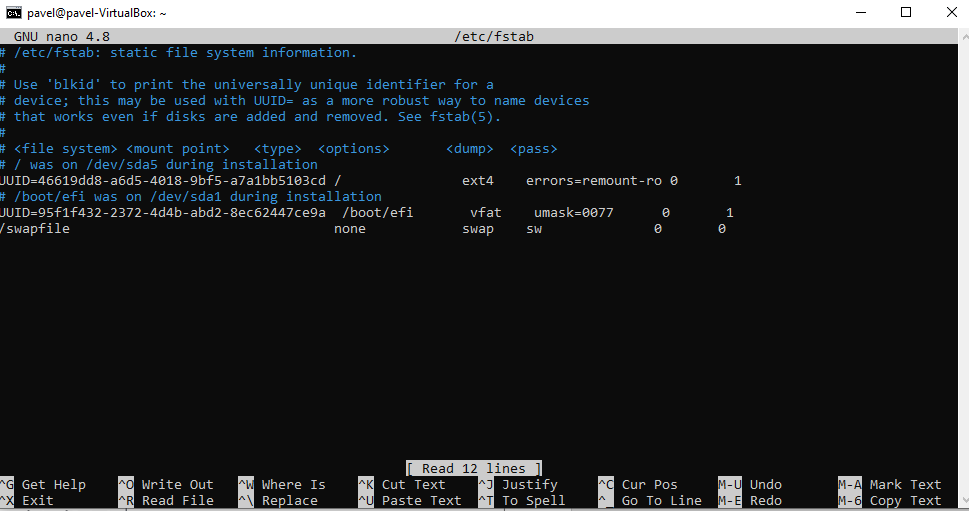 pavel@pavel-VirtualBox: ~
GNU nano 4.8 /etc/fstab
# /etc/fstab: static file system information.
#
# Use 'blkid' to print the universally unique identifier for a
# device; this may be used with UUID= as a more robust way to name devices
# that works even if disks are added and removed. See fstab(5).
#
# <file system> <mount point>   <type>  <options>       <dump>  <pass>
# / was on /dev/sda5 during installation
UUID=46619dd8-a6d5-4018-9bf5-a7a1bb5103cd /               ext4    errors=remount-ro 0       1
# /boot/efi was on /dev/sda1 during installation
UUID=95f1f432-2372-4d4b-abd2-8ec62447ce9a  /boot/efi       vfat    umask=0077      0       1
/swapfile                                 none            swap    sw              0       0
[ Read 12 lines ]
^G Get Help ^O Write Out ^W Where Is ^K Cut Text ^J Justify ^C Cur Pos M-U Undo M-A Mark Text
^X Exit ^R Read File ^\ Replace ^U Paste Text ^T To Spell ^_ Go To Line M-E Redo M-6 Copy Text